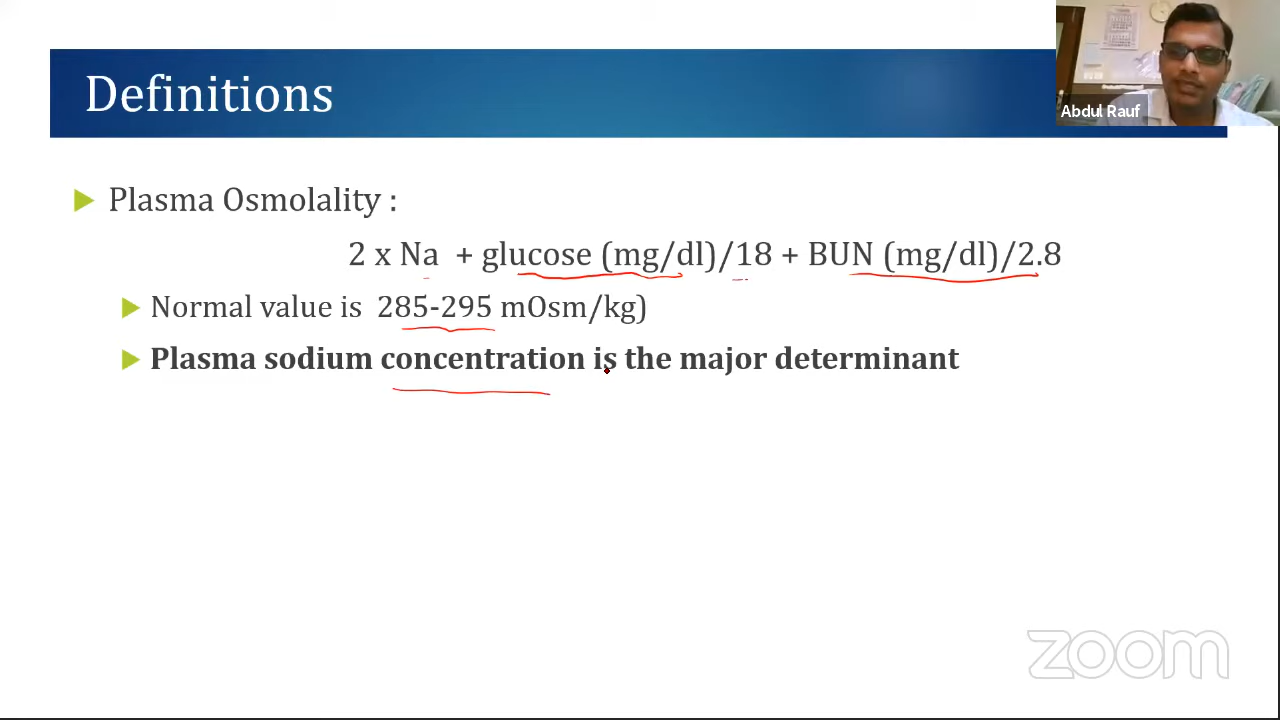 Definitions
Abdul Rauf
Plasma Osmolality :
2 x Na + glucose (mg/dl)/18 + BUN (mg/dl)/2.8
Normal value is 285-295 mOsm/kg)
Plasma sodium concentration is the major determinant
zoom